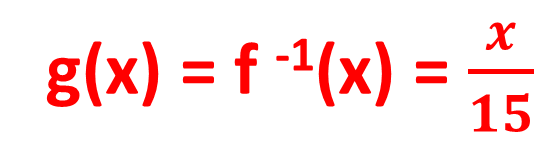 g(x) = f ⁻¹(x) = x/15